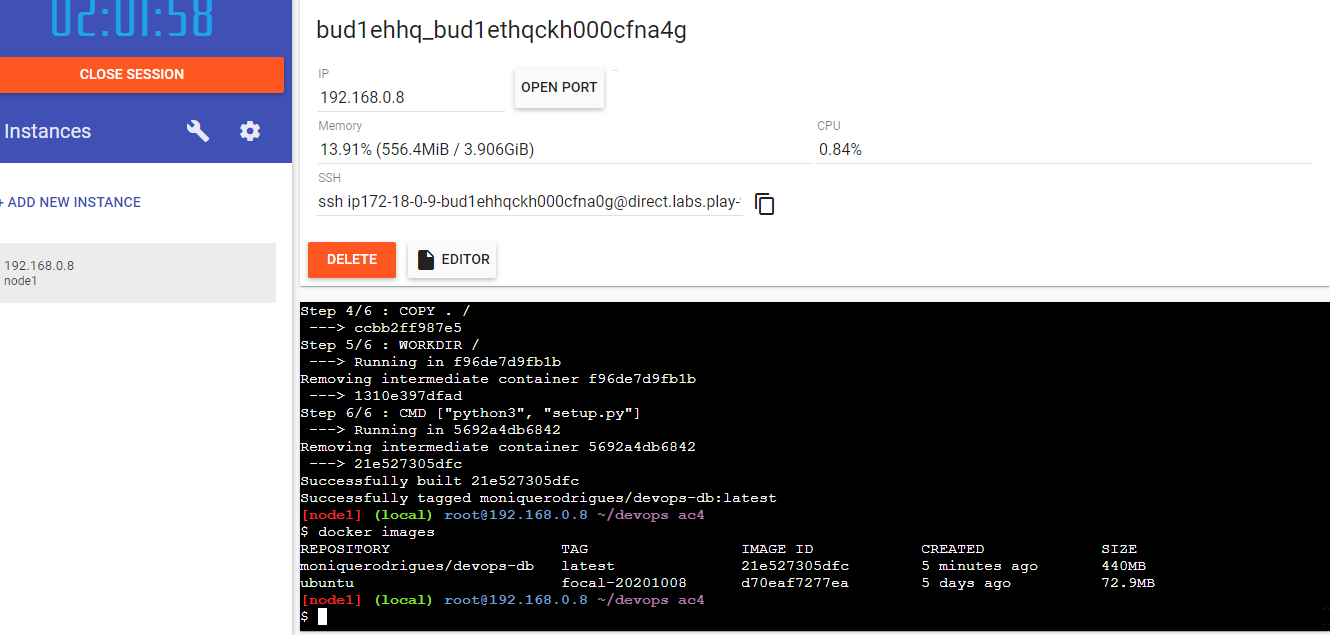 02:01:58
CLOSE SESSION
Instances
+ ADD NEW INSTANCE
192.168.0.8
node1
bud1ehhq_bud1ethqckh000cfna4g
IP
192.168.0.8
OPEN PORT
Memory
13.91% (556.4MiB / 3.906GiB)
CPU
0.84%
SSH
ssh ip172-18-0-9-bud1ehhqckh000cfna0g@direct.labs.play-
DELETE
EDITOR
Step 4/6 : COPY . /
---> ccbb2ff987e5
Step 5/6 : WORKDIR /
---> Running in f96de7d9fb1b
Removing intermediate container f96de7d9fb1b
---> 1310e397dfad
Step 6/6 : CMD ["python3", "setup.py"]
---> Running in 5692a4db6842
Removing intermediate container 5692a4db6842
---> 21e527305dfc
Successfully built 21e527305dfc
Successfully tagged moniquerodrigues/devops-db:latest
[node1] (local) root@192.168.0.8 ~/devops ac4
$ docker images
REPOSITORY TAG IMAGE ID CREATED SIZE
moniquerodrigues/devops-db latest 21e527305dfc 5 minutes ago 440MB
ubuntu focal-20201008 d70eaf7277ea 5 days ago 72.9MB
[node1] (local) root@192.168.0.8 ~/devops ac4
$